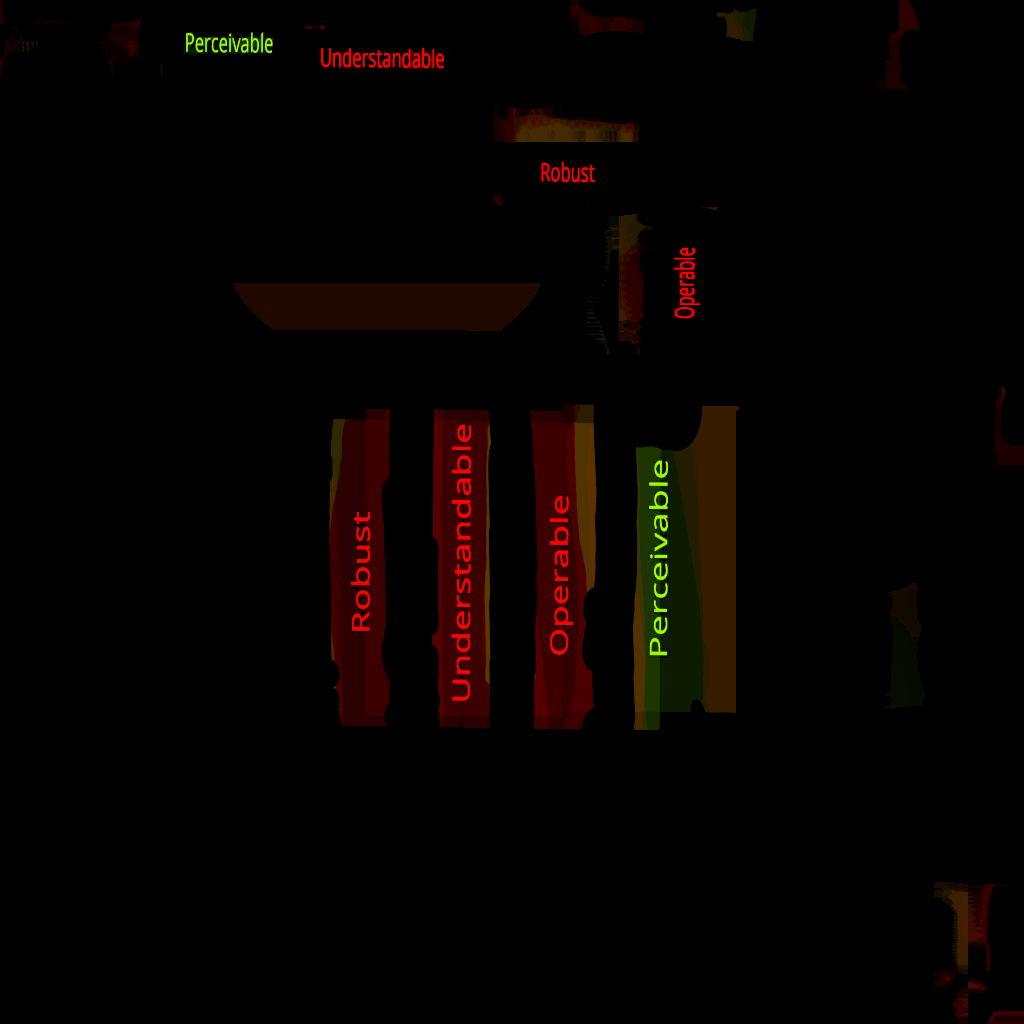 Perceivable
Understandable
Robust
Operable
Robust
Understandable
Operable
Perceivable